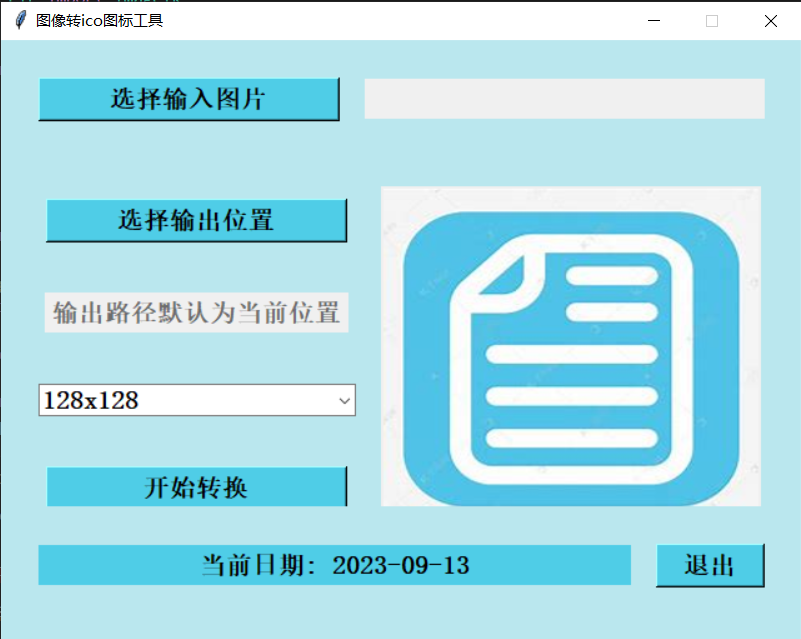 图像转ico图标工具
选择输入图片
选择输出位置
输出路径默认为当前位置
128x128
开始转换
当前日期: 2023-09-13
退出